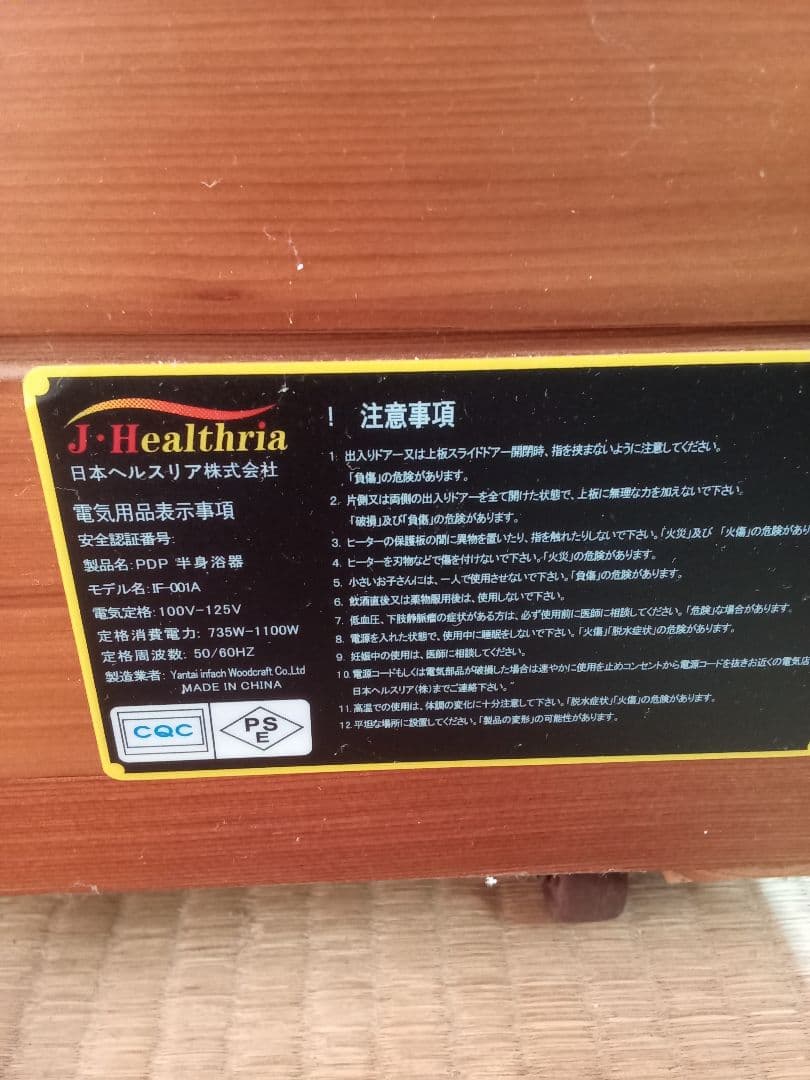 J·Healthria
日本ヘルスリア株式会社
電気用品表示事項
安全認証番号:
製品名:PDP 半身浴器
モデル名:IF-001A
電気定格:100V-125V
定格消費電力: 735W-1100W
定格周波数: 50/60HZ
製造業者: Yantai infach Woodcraft Co.,Ltd
MADE IN CHINA
CQC
PS
E
! 注意事項
1. 出入りドアー又は上板スライドドアー開閉時、指を挟まないように注意してください。
「負傷」の危険があります。
2. 片側又は両側の出入りドアーを全て開けた状態で、上板に無理な力を加えないで下さい。
「破損」及び「負傷」の危険があります。
3. ヒーターの保護板の間に異物を置いたり、指を触れたりしないで下さい。「火災」及び 「火傷」の危険があり
4. ヒーターを刃物などで傷を付けないで下さい。「火災」の危険があります。
5. 小さいお子さんには、一人で使用させないで下さい。「負傷」の危険があります。
6. 飲酒直後又は薬物服用後は、使用しないで下さい。
7. 低血圧、下肢静脈瘤の症状がある方は、必ず使用前に医師に相談してください。「危険」な場合があります。
8. 電源を入れた状態で、使用中に睡眠をしないで下さい。「火傷」「脱水症状」の危険があります。
9. 妊娠中の使用は、医師に相談してください。
10. 電源コードもしくは電気部品が破損した場合は速やかに使用を止めコンセントから電源コードを抜きお近くの電気店
日本ヘルスリア(株)までご連絡下さい。"
11. 高温での使用は、体調の変化に十分注意して下さい。「脱水症状」「火傷」の危険があります。
12. 平坦な場所に設置してください。「製品の変形」の可能性があります。